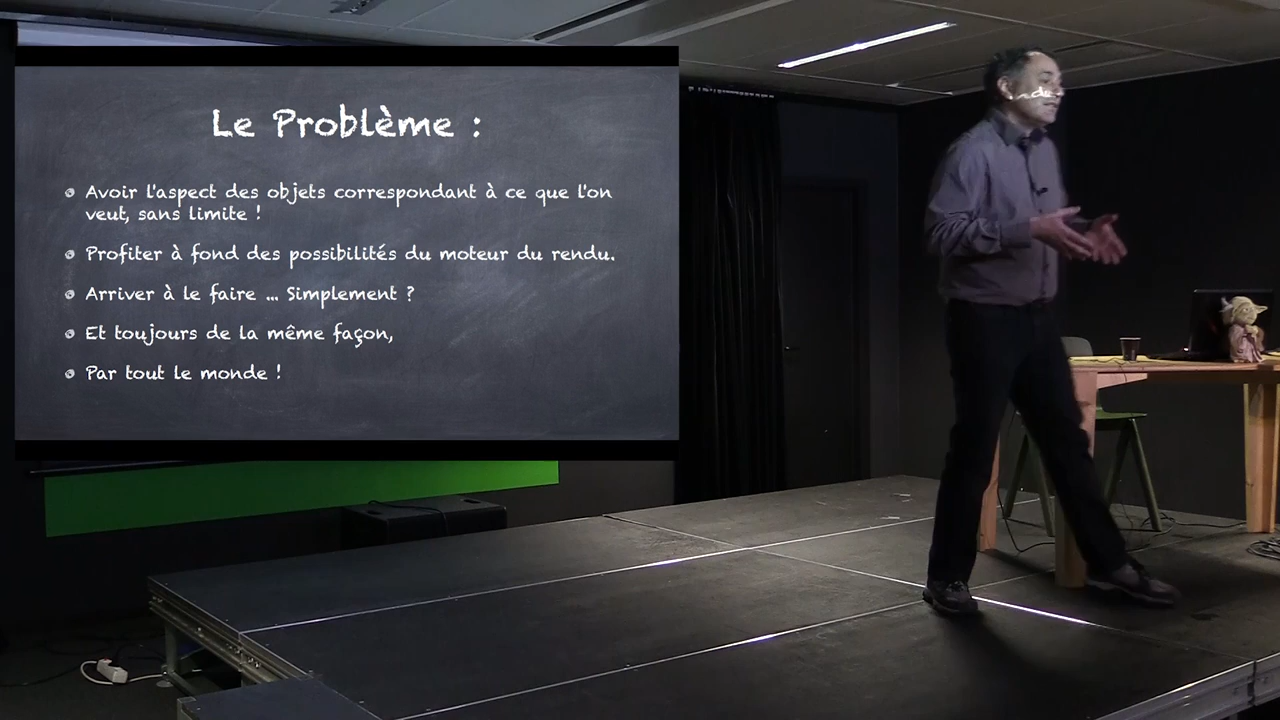 Le Problème :
Avoir l'aspect des objets correspondant à ce que l'on
veut, sans limite !
Profiter à fond des possibilités du moteur du rendu.
Arriver à le faire ... Simplement ?
Et toujours de la même façon,
Par tout le monde !